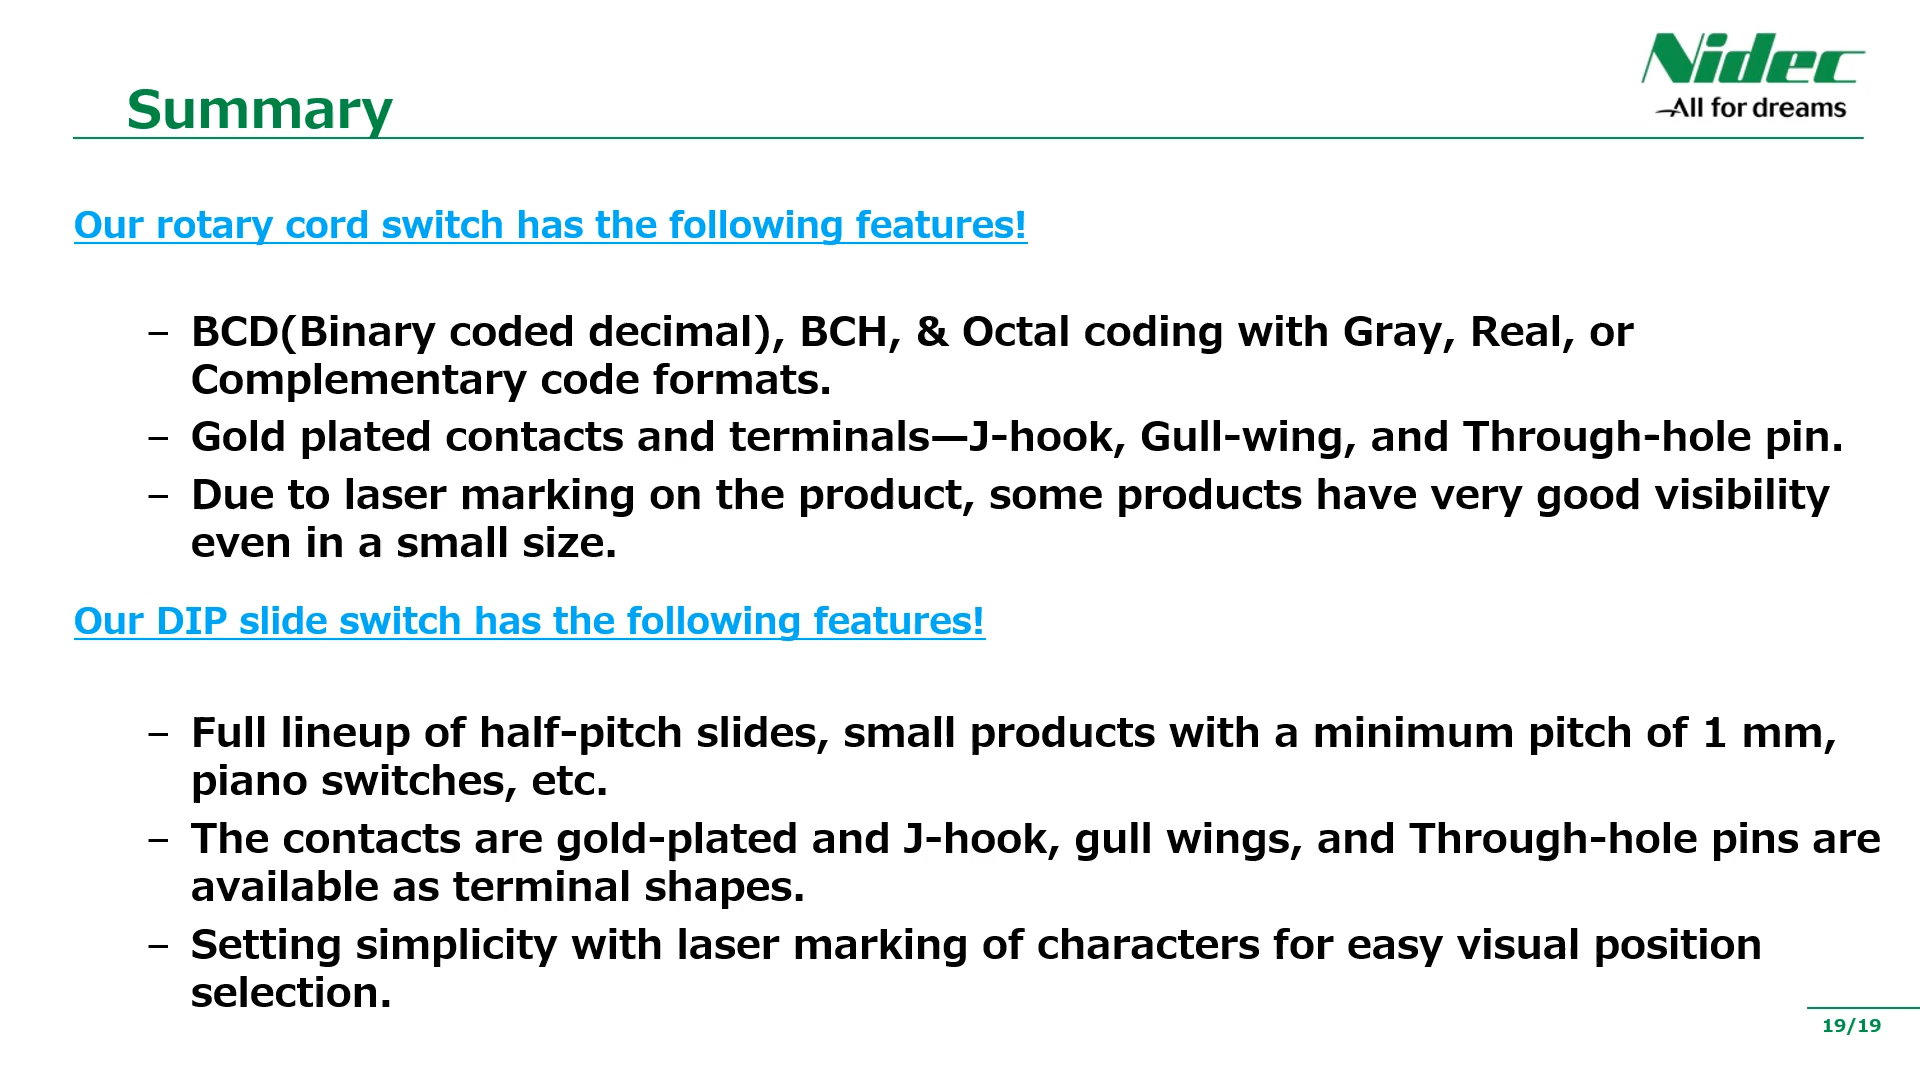 Nidec
All for dreams
Summary
Our rotary cord switch has the following features!
– BCD(Binary coded decimal), BCH, & Octal coding with Gray, Real, or
Complementary code formats.
– Gold plated contacts and terminals—J-hook, Gull-wing, and Through-hole pin.
– Due to laser marking on the product, some products have very good visibility
even in a small size.
Our DIP slide switch has the following features!
– Full lineup of half-pitch slides, small products with a minimum pitch of 1 mm,
piano switches, etc.
– The contacts are gold-plated and J-hook, gull wings, and Through-hole pins are
available as terminal shapes.
– Setting simplicity with laser marking of characters for easy visual position
selection.
19/19